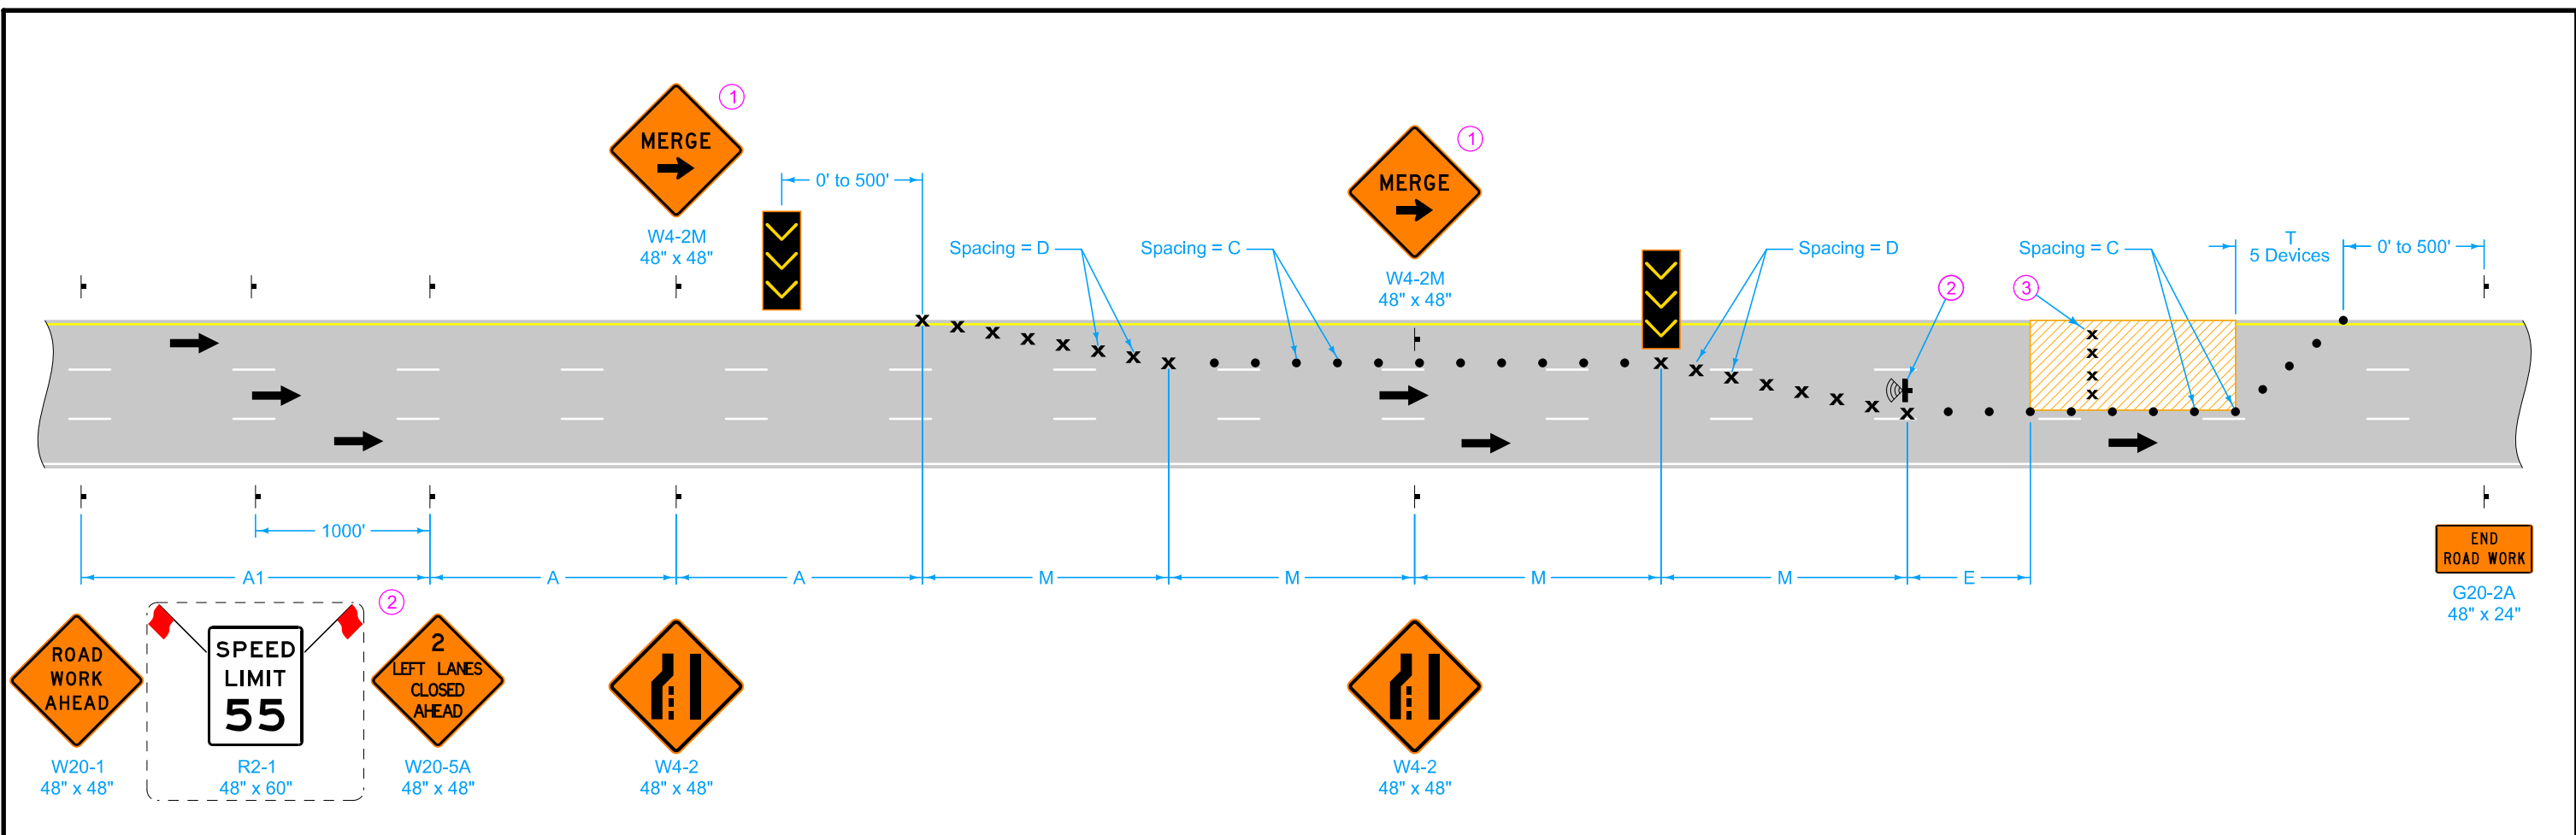 MERGE
1
W4-2M
48" x 48"
0' to 500'
Spacing = D
Spacing = C
MERGE
1
W4-2M
48" x 48"
Spacing = D
Spacing = C
T
5 Devices
0' to 500'
2
3
1000'
A1
A
A
M
M
M
M
E
ROAD
WORK
AHEAD
W20-1
48" x 48"
SPEED
LIMIT
55
R2-1
48" x 60"
2
2
LEFT LANES
CLOSED
AHEAD
W20-5A
48" x 48"
W4-2
48" x 48"
W4-2
48" x 48"
END
ROAD WORK
G20-2A
48" x 24"